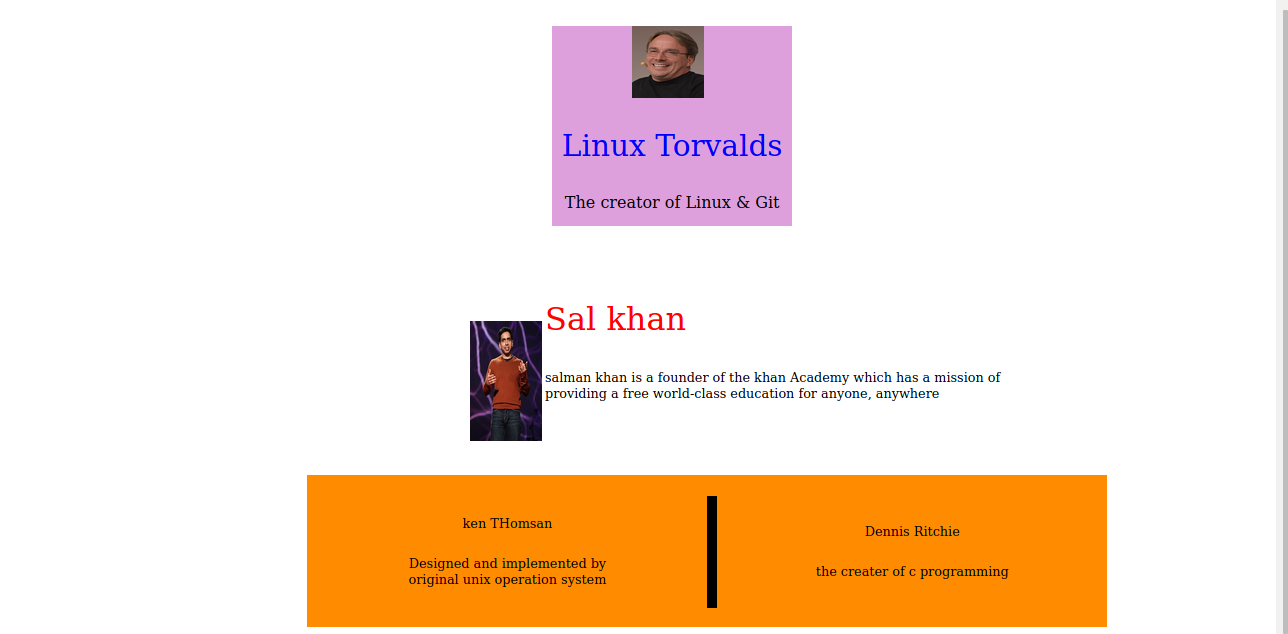 Linux Torvalds
The creator of Linux & Git
Sal khan
salman khan is a founder of the khan Academy which has a mission of
providing a free world-class education for anyone, anywhere
ken THomsan
Designed and implemented by
original unix operation system
Dennis Ritchie
the creater of c programming